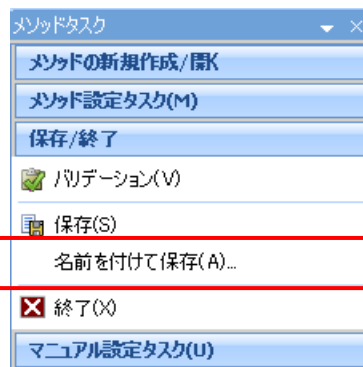 メソッドタスク
メソッドの新規作成/開く
メソッド設定タスク(M)
保存/終了
バリデーション(V)
保存(S)
名前を付けて保存(A)...
終了(X)
マニュアル設定タスク(U)